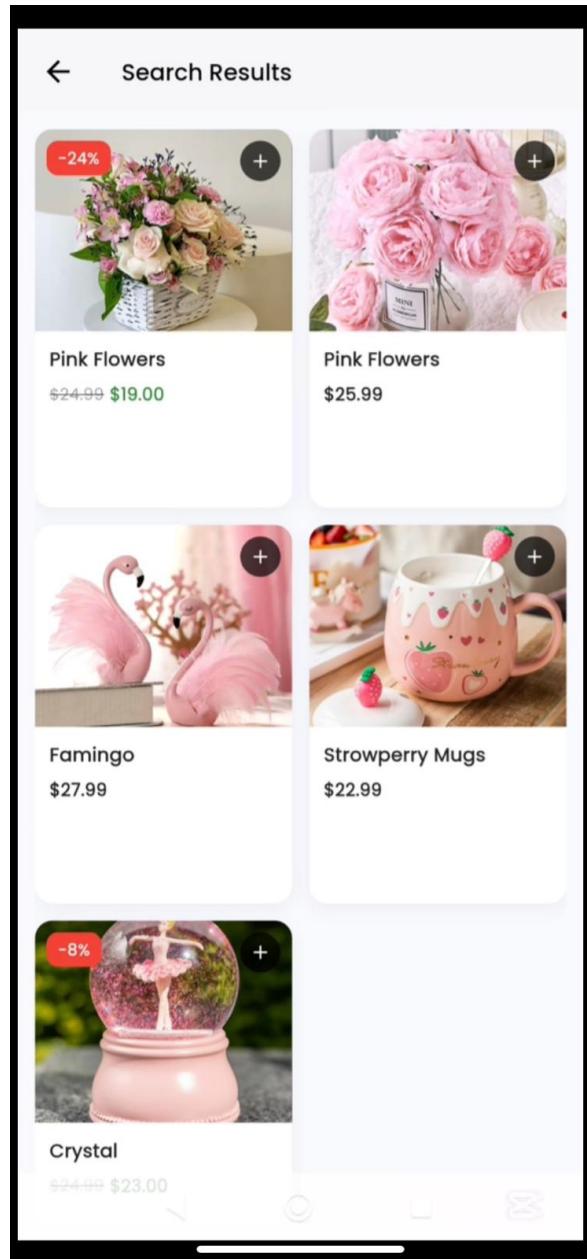 Search Results
-24%
Pink Flowers
$24.99 $19.00
MINI
Pink Flowers
$25.99
Famingo
$27.99
Strowperry Mugs
$22.99
-8%
Crystal
$24.99 $23.00